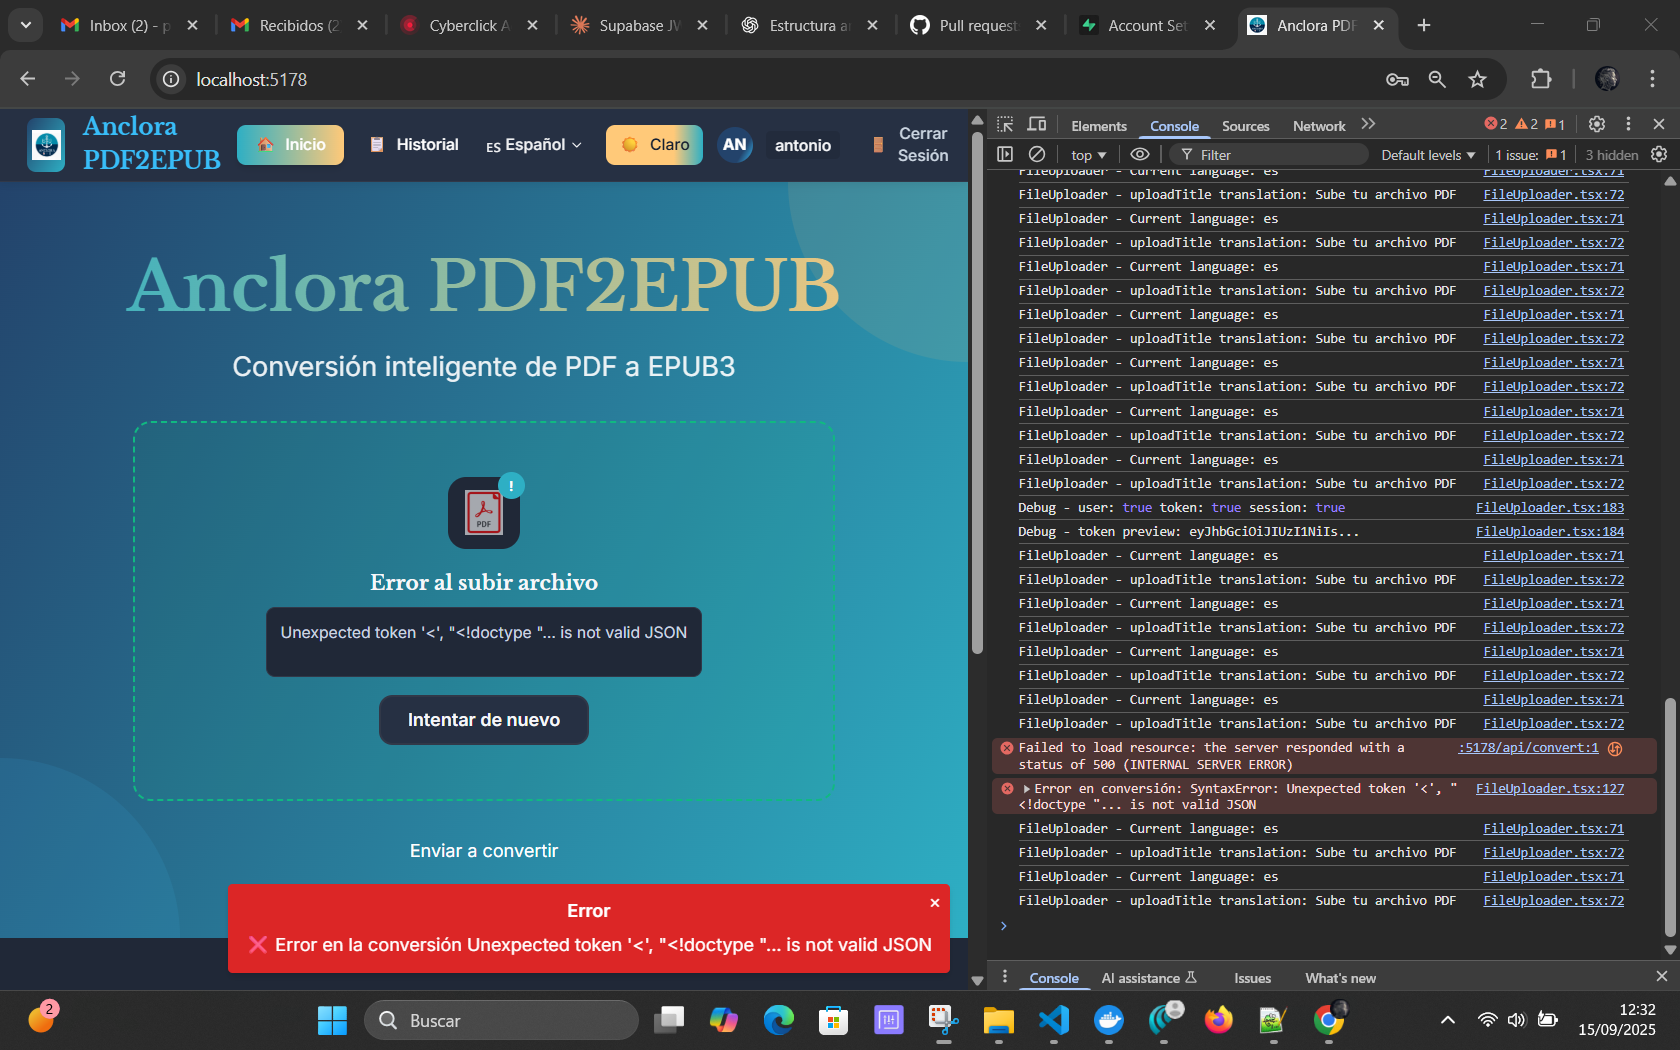 Inbox (2) - p
Recibidos (2
Cyberclick A
Supabase JW
Estructura a
Pull request
Account Set
Anclora PDF
localhost:5178
Anclora
PDF2EPUB
Inicio
Historial
ES Español
Claro
AN
antonio
Cerrar
Sesión
Anclora PDF2EPUB
Conversión inteligente de PDF a EPUB3
!
PDF
Error al subir archivo
Unexpected token '<', "<!doctype "... is not valid JSON
Intentar de nuevo
Enviar a convertir
Error
Error en la conversión Unexpected token '<', "<!doctype "... is not valid JSON
Elements
Console
Sources
Network
2
2
1
top
Filter
Default levels
1 issue: 1
3 hidden
FileUploader - Current language: es FileUploader.tsx:71
FileUploader - uploadTitle translation: Sube tu archivo PDF FileUploader.tsx:72
FileUploader - Current language: es FileUploader.tsx:71
FileUploader - uploadTitle translation: Sube tu archivo PDF FileUploader.tsx:72
FileUploader - Current language: es FileUploader.tsx:71
FileUploader - uploadTitle translation: Sube tu archivo PDF FileUploader.tsx:72
FileUploader - Current language: es FileUploader.tsx:71
FileUploader - uploadTitle translation: Sube tu archivo PDF FileUploader.tsx:72
FileUploader - Current language: es FileUploader.tsx:71
FileUploader - uploadTitle translation: Sube tu archivo PDF FileUploader.tsx:72
FileUploader - Current language: es FileUploader.tsx:71
FileUploader - uploadTitle translation: Sube tu archivo PDF FileUploader.tsx:72
FileUploader - Current language: es FileUploader.tsx:71
FileUploader - uploadTitle translation: Sube tu archivo PDF FileUploader.tsx:72
Debug - user: true token: true session: true FileUploader.tsx:183
Debug - token preview: eyJhbGciOiJIUzI1NiIs... FileUploader.tsx:184
FileUploader - Current language: es FileUploader.tsx:71
FileUploader - uploadTitle translation: Sube tu archivo PDF FileUploader.tsx:72
FileUploader - Current language: es FileUploader.tsx:71
FileUploader - uploadTitle translation: Sube tu archivo PDF FileUploader.tsx:72
FileUploader - Current language: es FileUploader.tsx:71
FileUploader - uploadTitle translation: Sube tu archivo PDF FileUploader.tsx:72
FileUploader - Current language: es FileUploader.tsx:71
FileUploader - uploadTitle translation: Sube tu archivo PDF FileUploader.tsx:72
Failed to load resource: the server responded with a :5178/api/convert:1
status of 500 (INTERNAL SERVER ERROR)
Error en conversión: SyntaxError: Unexpected token '<', " FileUploader.tsx:127
<!doctype "... is not valid JSON
FileUploader - Current language: es FileUploader.tsx:71
FileUploader - uploadTitle translation: Sube tu archivo PDF FileUploader.tsx:72
FileUploader - Current language: es FileUploader.tsx:71
FileUploader - uploadTitle translation: Sube tu archivo PDF FileUploader.tsx:72
Console
AI assistance
Issues
What's new
2
Buscar
12:32
15/09/2025